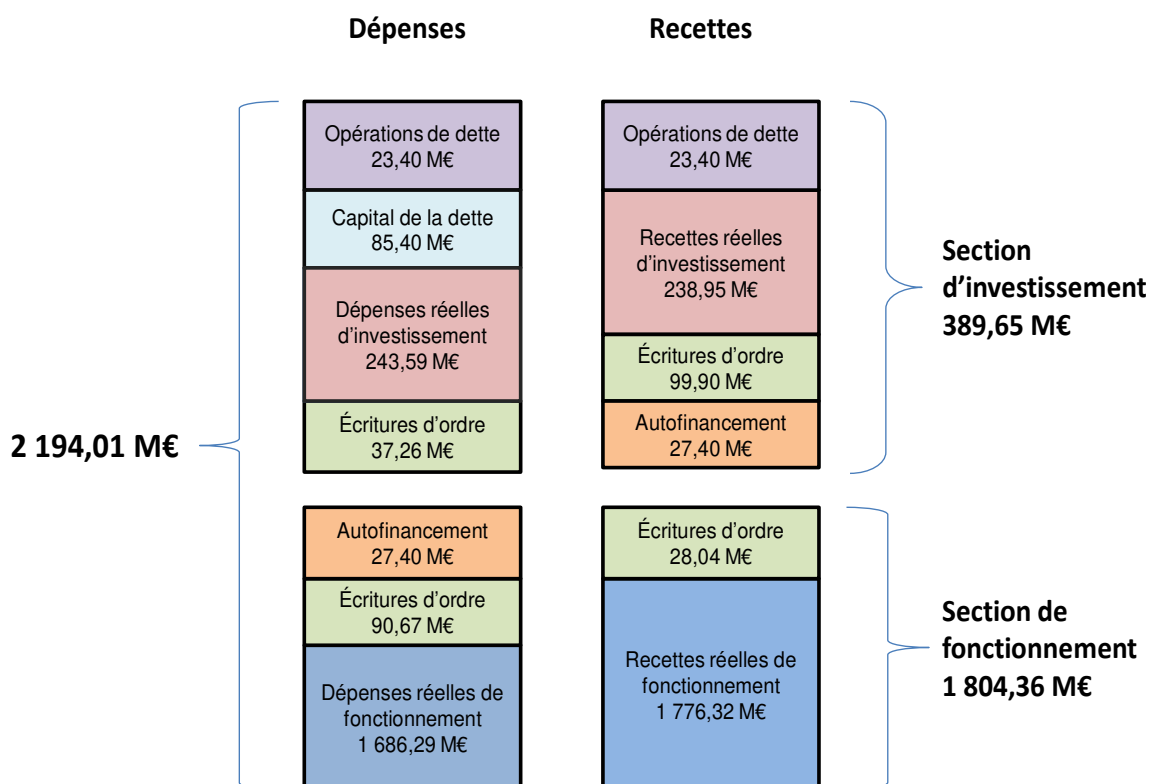 Dépenses
Recettes
Opérations de dette
23,40 M€
Capital de la dette
85,40 M€
Dépenses réelles
d’investissement
243,59 M€
Écritures d’ordre
37,26 M€
Opérations de dette
23,40 M€
Recettes réelles
d’investissement
238,95 M€
Écritures d’ordre
99,90 M€
Autofinancement
27,40 M€
Section
d’investissement
389,65 M€
2 194,01 M€
Autofinancement
27,40 M€
Écritures d’ordre
90,67 M€
Dépenses réelles de
fonctionnement
1 686,29 M€
Écritures d’ordre
28,04 M€
Recettes réelles de
fonctionnement
1 776,32 M€
Section de
fonctionnement
1 804,36 M€